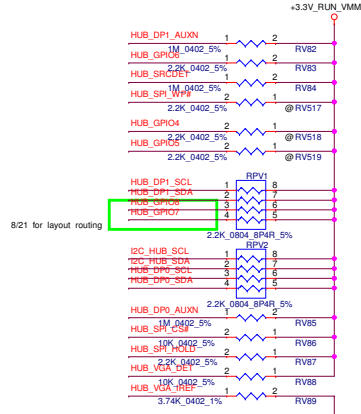 +3.3V_RUN_VMM
HUB_DP1_AUXN 1 2
1M_0402_5% RV82
HUB_GPIO6 1 2
2.2K_0402_5% RV83
HUB_SRCDET 1 2
1M_0402_5% RV84
HUB_SPI_WP# 2 1
2.2K_0402_5% @RV517
HUB_GPIO4 2 1
2.2K_0402_5% @RV518
HUB_GPIO5 2 1
2.2K_0402_5% @RV519
RPV1
HUB_DP1_SCL 1 8
HUB_DP1_SDA 2 7
HUB_GPIO8 3 6
HUB_GPIO7 4 5
8/21 for layout routing
2.2K_0804_8P4R_5%
RPV2
I2C_HUB_SCL 1 8
I2C_HUB_SDA 2 7
HUB_DP0_SCL 3 6
HUB_DP0_SDA 4 5
2.2K_0804_8P4R_5%
HUB_DP0_AUXN 2 1
1M_0402_5% RV85
HUB_SPI_CS# 2 1
10K_0402_5% RV86
HUB_SPI_HOLD 2 1
2.2K_0402_5% RV87
HUB_VGA_DET 2 1
10K_0402_5% RV88
HUB_VGA_IREF 1 2
3.74K_0402_1% RV89